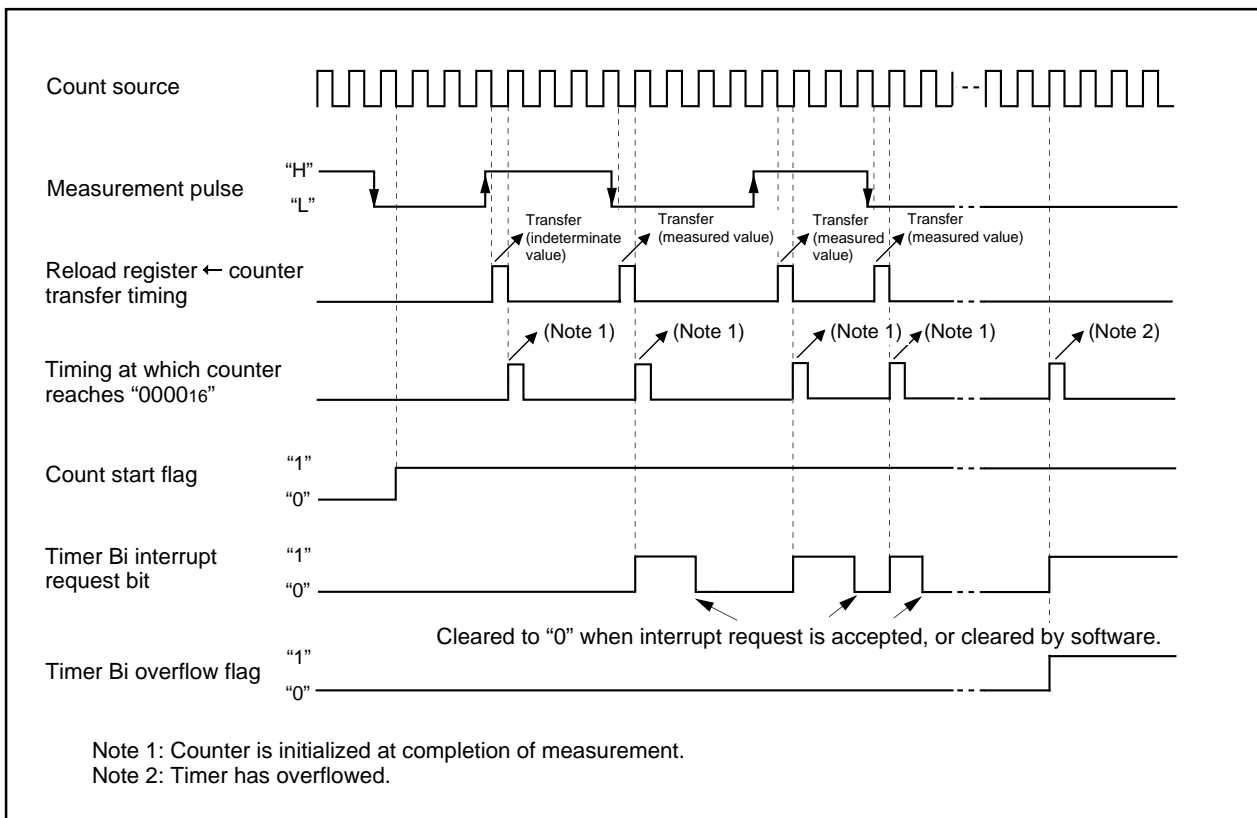 Count source
Measurement pulse
“H”
“L”
Transfer
(indeterminate
value)
Transfer
(measured value)
Transfer
(measured
value)
Transfer
(measured value)
Reload register ← counter
transfer timing
(Note 1)
(Note 1)
(Note 1)
(Note 1)
(Note 2)
Timing at which counter
reaches “000016”
Count start flag
“1”
“0”
Timer Bi interrupt
request bit
“1”
“0”
Cleared to “0” when interrupt request is accepted, or cleared by software.
Timer Bi overflow flag
“1”
“0”
Note 1: Counter is initialized at completion of measurement.
Note 2: Timer has overflowed.